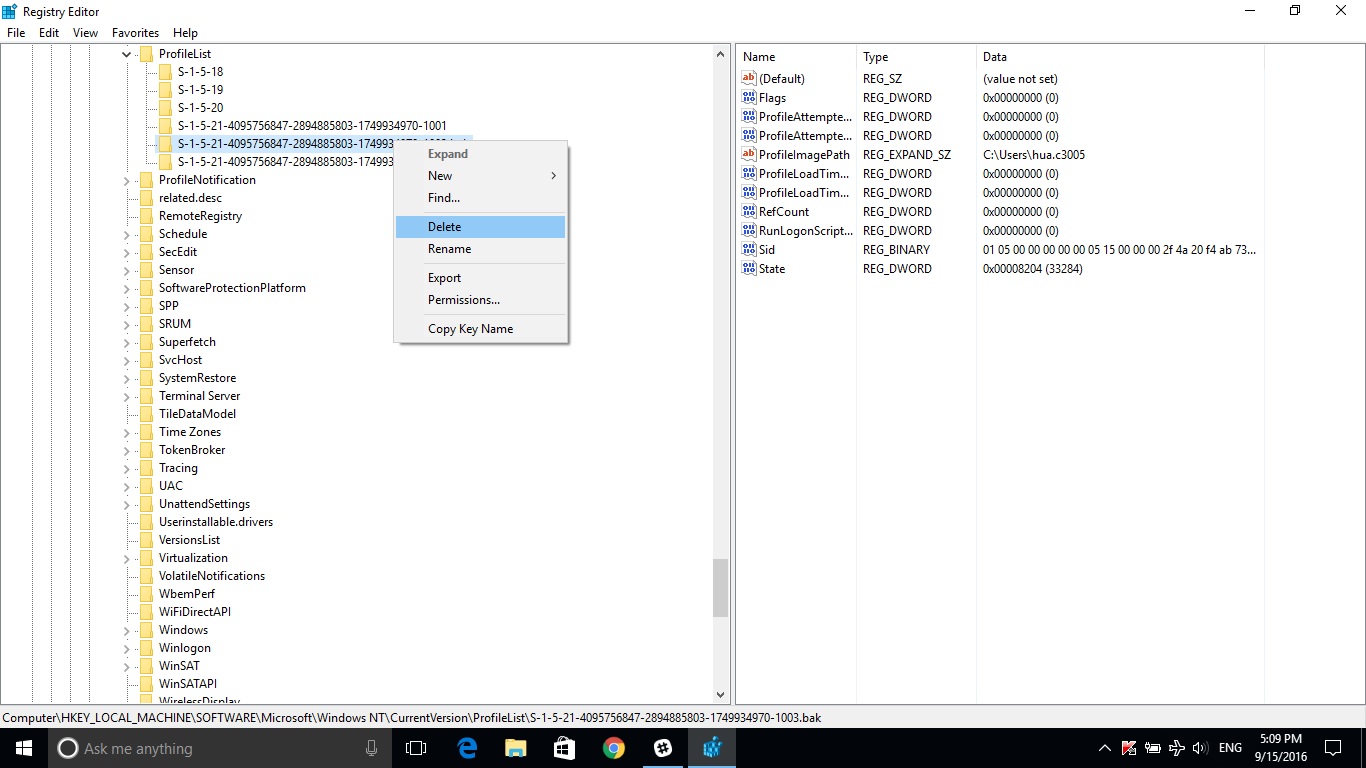 Registry Editor
File Edit View Favorites Help
ProfileList
S-1-5-18
S-1-5-19
S-1-5-20
S-1-5-21-4095756847-2894885803-1749934970-1001
S-1-5-21-4095756847-2894885803-174993
S-1-5-21-4095756847-2894885803-174993
ProfileNotification
related.desc
RemoteRegistry
Schedule
SecEdit
Sensor
SoftwareProtectionPlatform
SPP
SRUM
Superfetch
SvcHost
SystemRestore
Terminal Server
TileDataModel
Time Zones
TokenBroker
Tracing
UAC
UnattendSettings
Userinstallable.drivers
VersionsList
Virtualization
VolatileNotifications
WbemPerf
WiFiDirectAPI
Windows
Winlogon
WinSAT
WinSATAPI
WirelessDisplay
Expand
New
Find...
Delete
Rename
Export
Permissions...
Copy Key Name
Name Type Data
(Default) REG_SZ (value not set)
Flags REG_DWORD 0x00000000 (0)
ProfileAttempte... REG_DWORD 0x00000000 (0)
ProfileAttempte... REG_DWORD 0x00000000 (0)
ProfileImagePath REG_EXPAND_SZ C:\Users\hua.c3005
ProfileLoadTim... REG_DWORD 0x00000000 (0)
ProfileLoadTim... REG_DWORD 0x00000000 (0)
RefCount REG_DWORD 0x00000000 (0)
RunLogonScript... REG_DWORD 0x00000000 (0)
Sid REG_BINARY 01 05 00 00 00 00 00 05 15 00 00 00 2f 4a 20 f4 ab 73...
State REG_DWORD 0x00008204 (33284)
Computer\HKEY_LOCAL_MACHINE\SOFTWARE\Microsoft\Windows NT\CurrentVersion\ProfileList\S-1-5-21-4095756847-2894885803-1749934970-1003.bak
Ask me anything
ENG
5:09 PM
9/15/2016